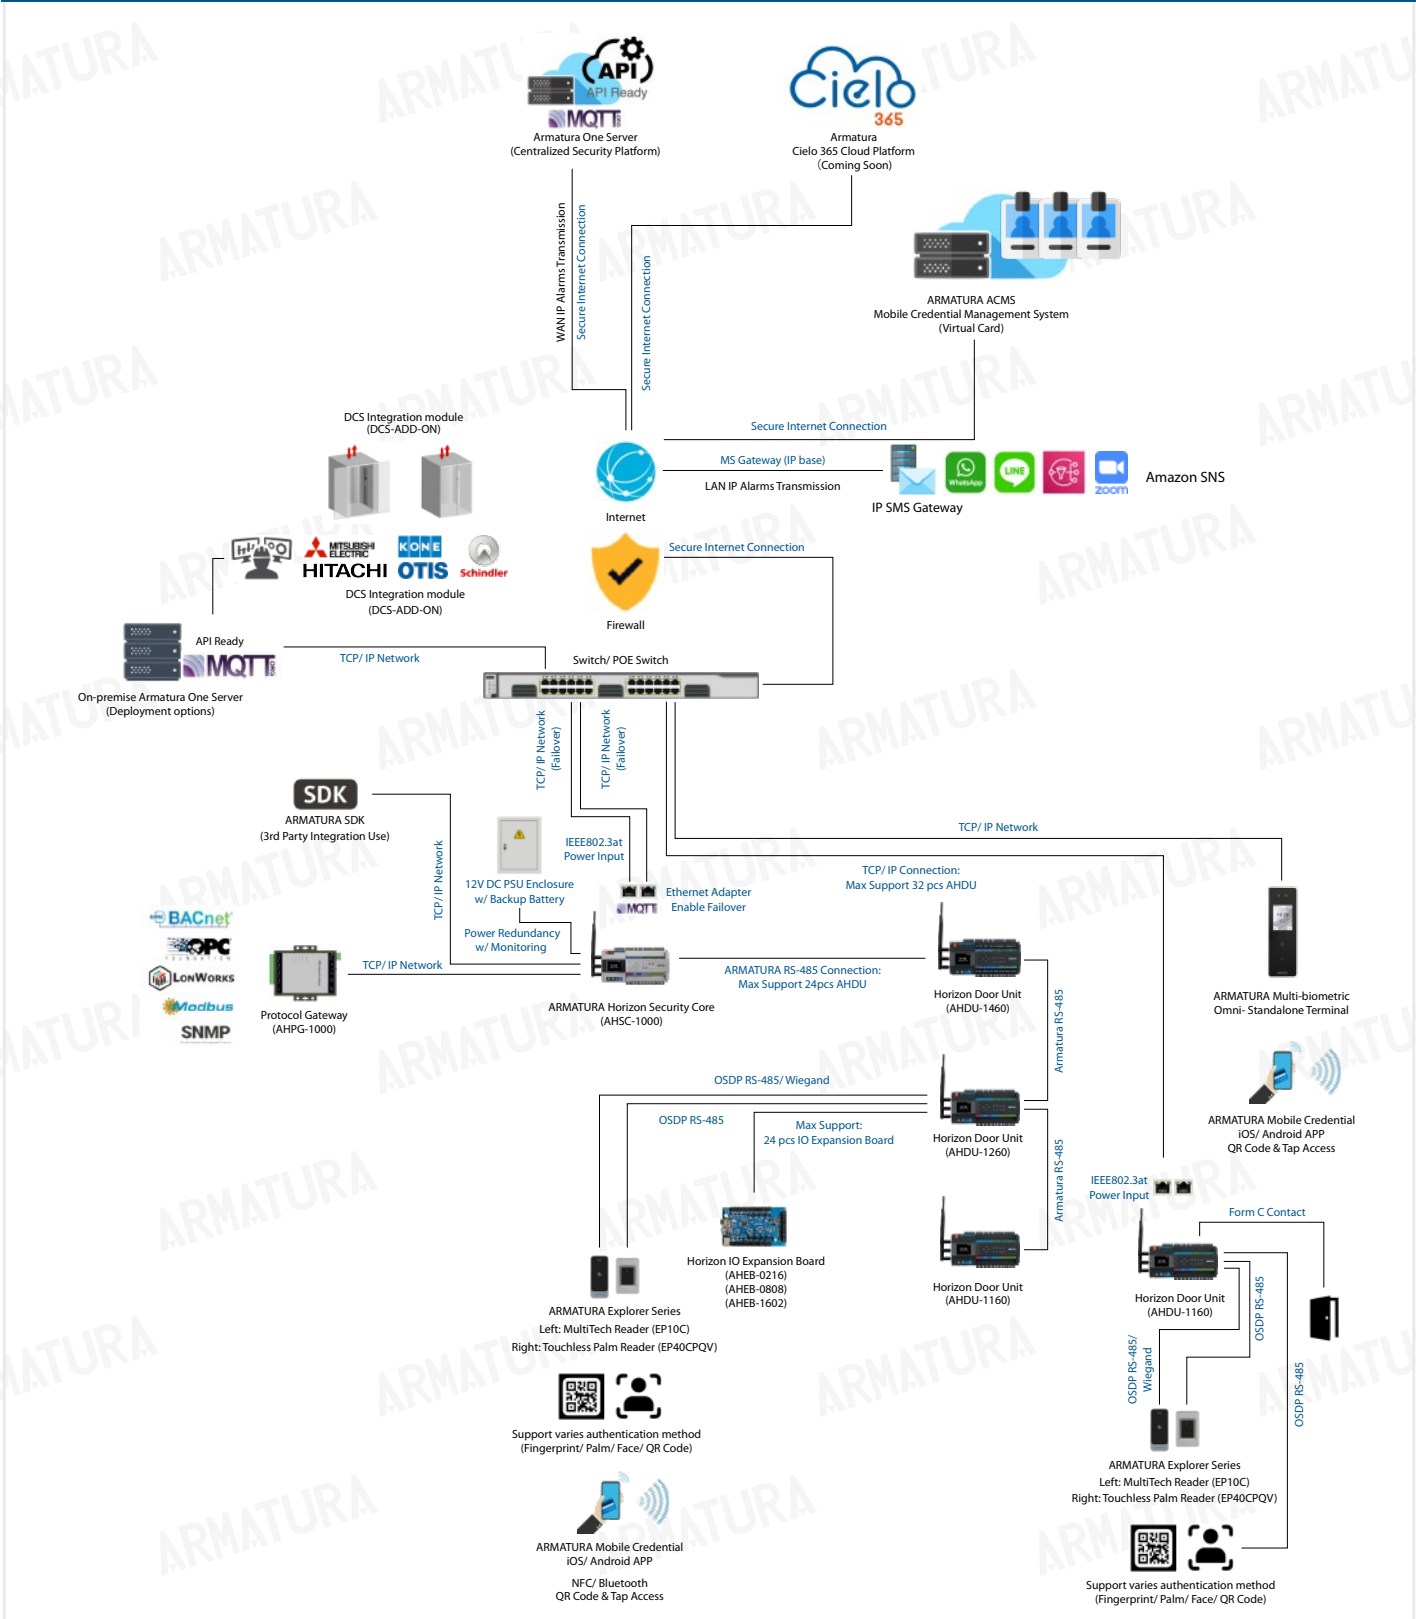 API
API Ready
MQTT
Armatura One Server
(Centralized Security Platform)
Cielo
365
Armatura
Cielo 365 Cloud Platform
(Coming Soon)
WAN IP Alarms Transmission
Secure Internet Connection
Secure Internet Connection
ARMATURA ACMS
Mobile Credential Management System
(Virtual Card)
Secure Internet Connection
MS Gateway (IP base)
LAN IP Alarms Transmission
Internet
WhatsApp
LINE
zoom
Amazon SNS
IP SMS Gateway
DCS Integration module
(DCS-ADD-ON)
MITSUBISHI
ELECTRIC
KONE
HITACHI
OTIS
Schindler
DCS Integration module
(DCS-ADD-ON)
Secure Internet Connection
Firewall
API Ready
MQTT
On-premise Armatura One Server
(Deployment options)
TCP/ IP Network
Switch/ POE Switch
TCP/ IP Network
(Failover)
TCP/ IP Network
(Failover)
SDK
ARMATURA SDK
(3rd Party Integration Use)
TCP/ IP Network
12V DC PSU Enclosure
w/ Backup Battery
Power Redundancy
w/ Monitoring
IEEE802.3at
Power Input
MQTT
Ethernet Adapter
Enable Failover
TCP/ IP Network
TCP/ IP Connection:
Max Support 32 pcs AHDU
BACnet
OPC
FOUNDATION
LONWORKS
Modbus
SNMP
Protocol Gateway
(AHPG-1000)
TCP/ IP Network
ARMATURA Horizon Security Core
(AHSC-1000)
ARMATURA RS-485 Connection:
Max Support 24pcs AHDU
Horizon Door Unit
(AHDU-1460)
Armatura RS-485
ARMATURA Multi-biometric
Omni- Standalone Terminal
ARMATURA Mobile Credential
iOS/ Android APP
QR Code & Tap Access
OSDP RS-485/ Wiegand
OSDP RS-485
Max Support:
24 pcs IO Expansion Board
Horizon Door Unit
(AHDU-1260)
Armatura RS-485
Horizon Door Unit
(AHDU-1160)
Horizon IO Expansion Board
(AHEB-0216)
(AHEB-0808)
(AHEB-1602)
ARMATURA Explorer Series
Left: MultiTech Reader (EP10C)
Right: Touchless Palm Reader (EP40CPQV)
Support varies authentication method
(Fingerprint/ Palm/ Face/ QR Code)
ARMATURA Mobile Credential
iOS/ Android APP
NFC/ Bluetooth
QR Code & Tap Access
IEEE802.3at
Power Input
Form C Contact
Horizon Door Unit
(AHDU-1160)
OSDP RS-485/
Wiegand
OSDP RS-485
OSDP RS-485
ARMATURA Explorer Series
Left: MultiTech Reader (EP10C)
Right: Touchless Palm Reader (EP40CPQV)
Support varies authentication method
(Fingerprint/ Palm/ Face/ QR Code)